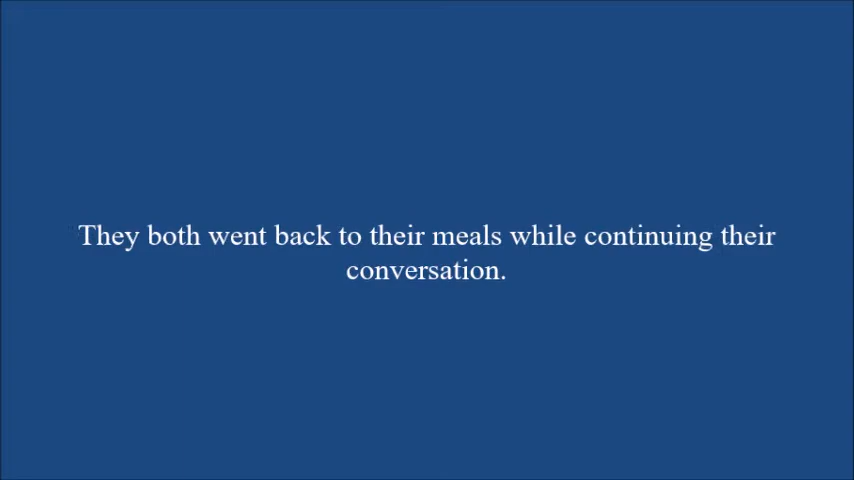 They both went back to their meals while continuing their
conversation.